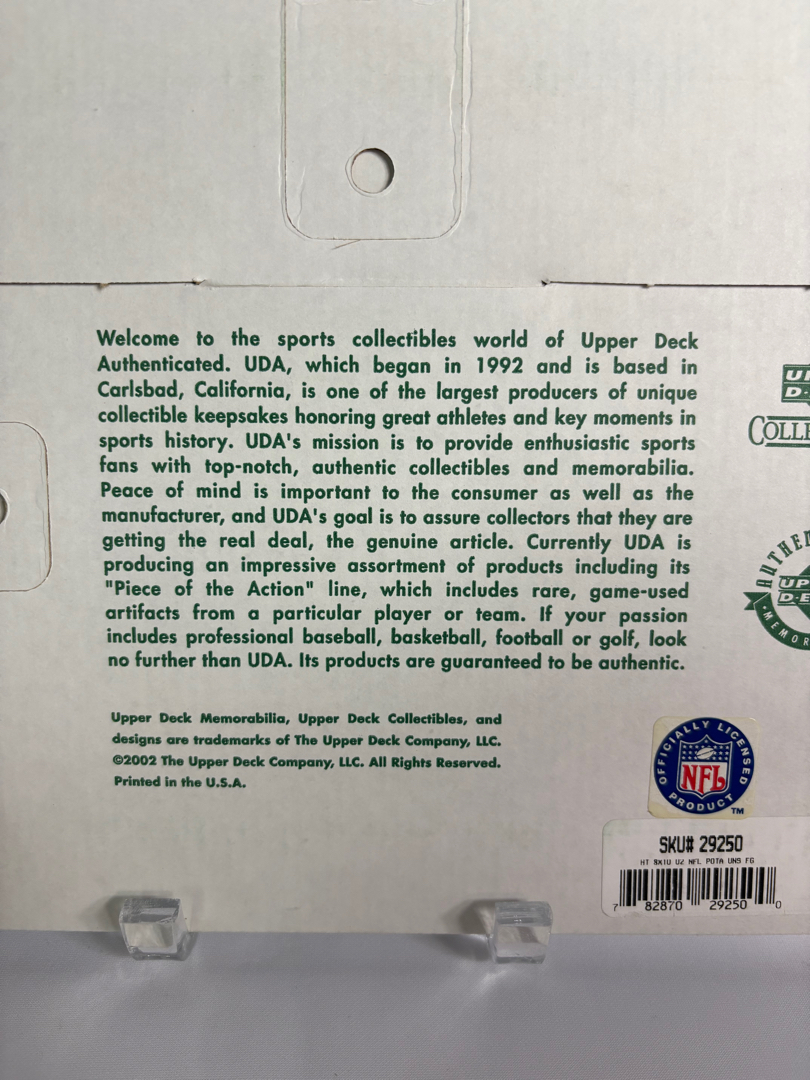 Welcome to the sports collectibles world of Upper Deck
Authenticated. UDA, which began in 1992 and is based in
Carlsbad, California, is one of the largest producers of unique
collectible keepsakes honoring great athletes and key moments in
sports history. UDA's mission is to provide enthusiastic sports
fans with top-notch, authentic collectibles and memorabilia.
Peace of mind is important to the consumer as well as the
manufacturer, and UDA's goal is to assure collectors that they are
getting the real deal, the genuine article. Currently UDA is
producing an impressive assortment of products including its
"Piece of the Action" line, which includes rare, game-used
artifacts from a particular player or team. If your passion
includes professional baseball, basketball, football or golf, look
no further than UDA. Its products are guaranteed to be authentic.
Upper Deck Memorabilia, Upper Deck Collectibles, and
designs are trademarks of The Upper Deck Company, LLC.
©2002 The Upper Deck Company, LLC. All Rights Reserved.
Printed in the U.S.A.
OFFICIALLY LICENSED
NFL
PRODUCT
TM
SKU# 29250
HT 8X10 02 NFL POTA UNS FG
7 82870 29250 0